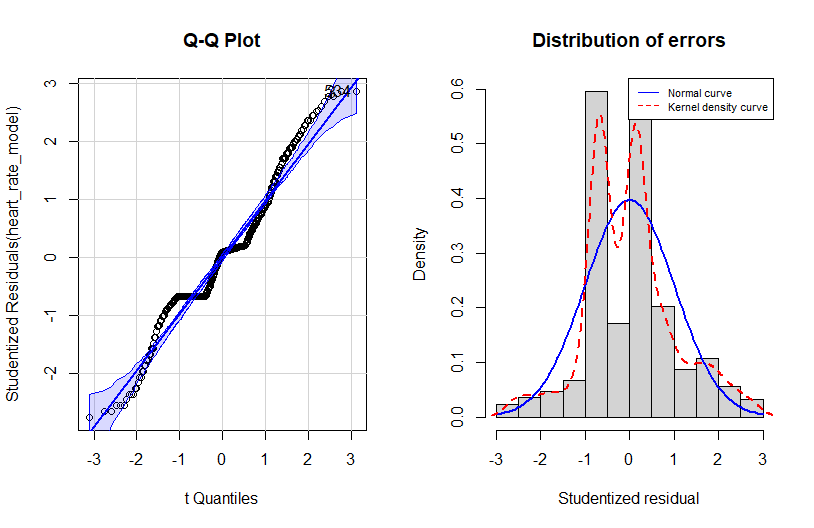 Q-Q Plot
Studentized Residuals(heart_rate_model)
3
2
1
0
-1
-2
-3 -2 -1 0 1 2 3
t Quantiles
Distribution of errors
Normal curve
Kernel density curve
Density
0.6
0.5
0.4
0.3
0.2
0.1
0.0
-3 -2 -1 0 1 2 3
Studentized residual